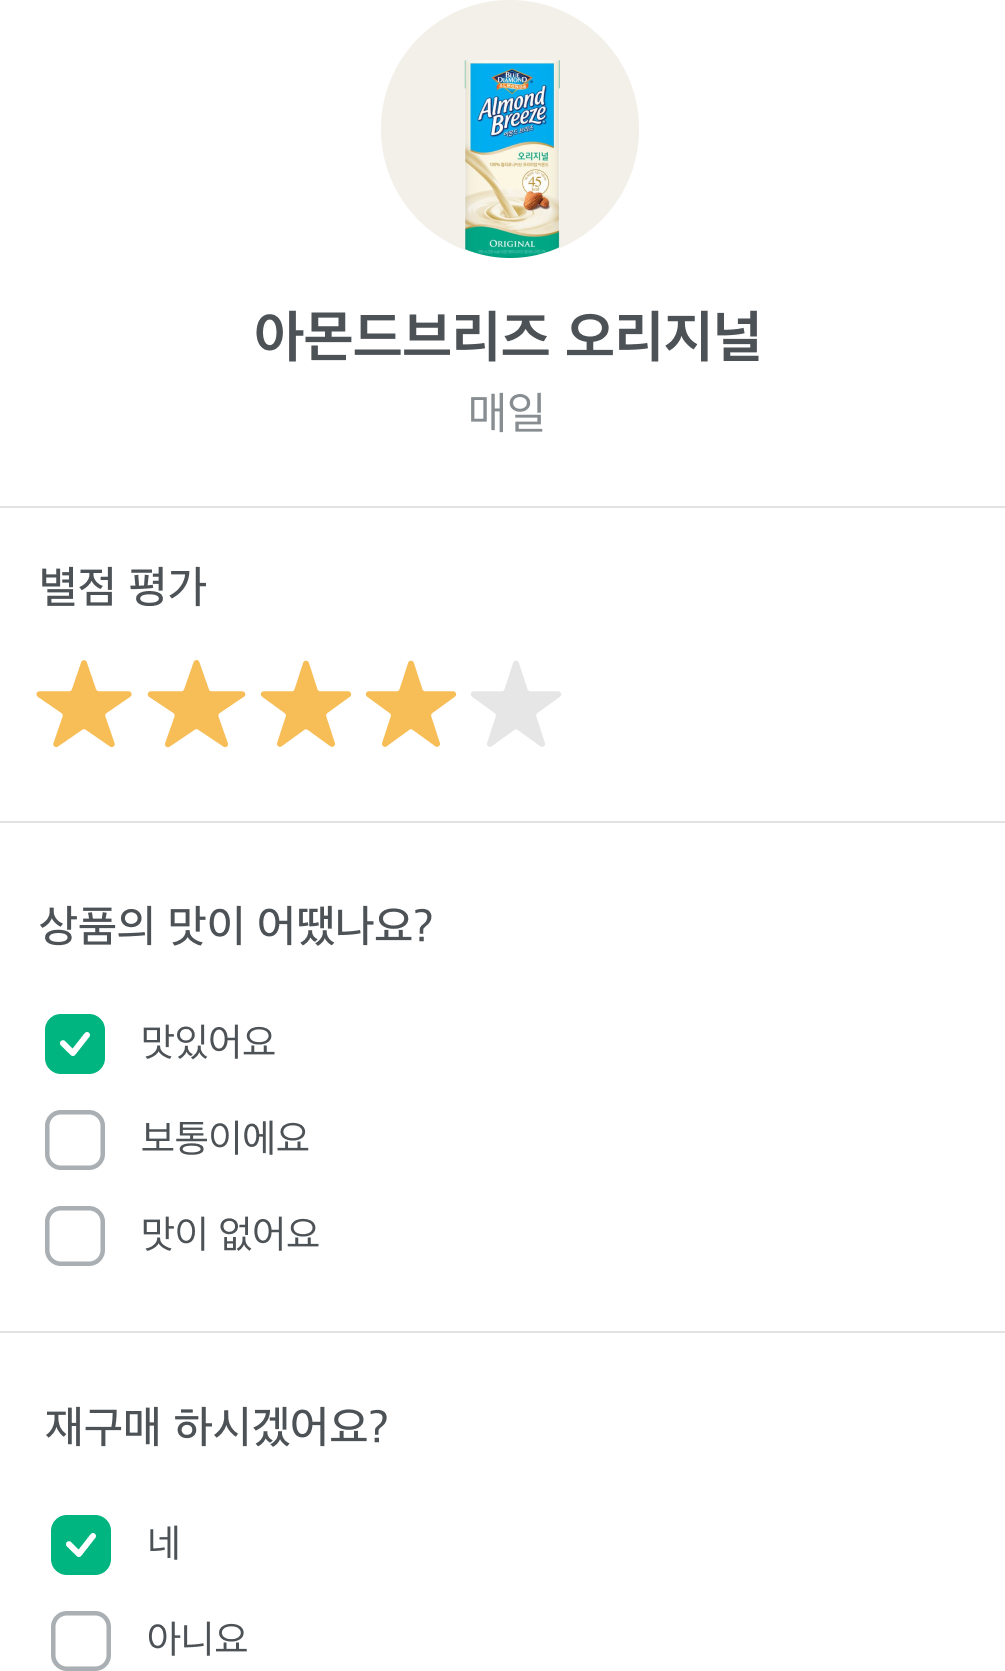 BLUE
DIAMOND
ALMONDS
Almond
Breeze
아몬드 브리즈
오리지널
45
ORIGINAL
아몬드브리즈 오리지널
매일
별점 평가
상품의 맛이 어땠나요?
맛있어요
보통이에요
맛이 없어요
재구매 하시겠어요?
네
아니요